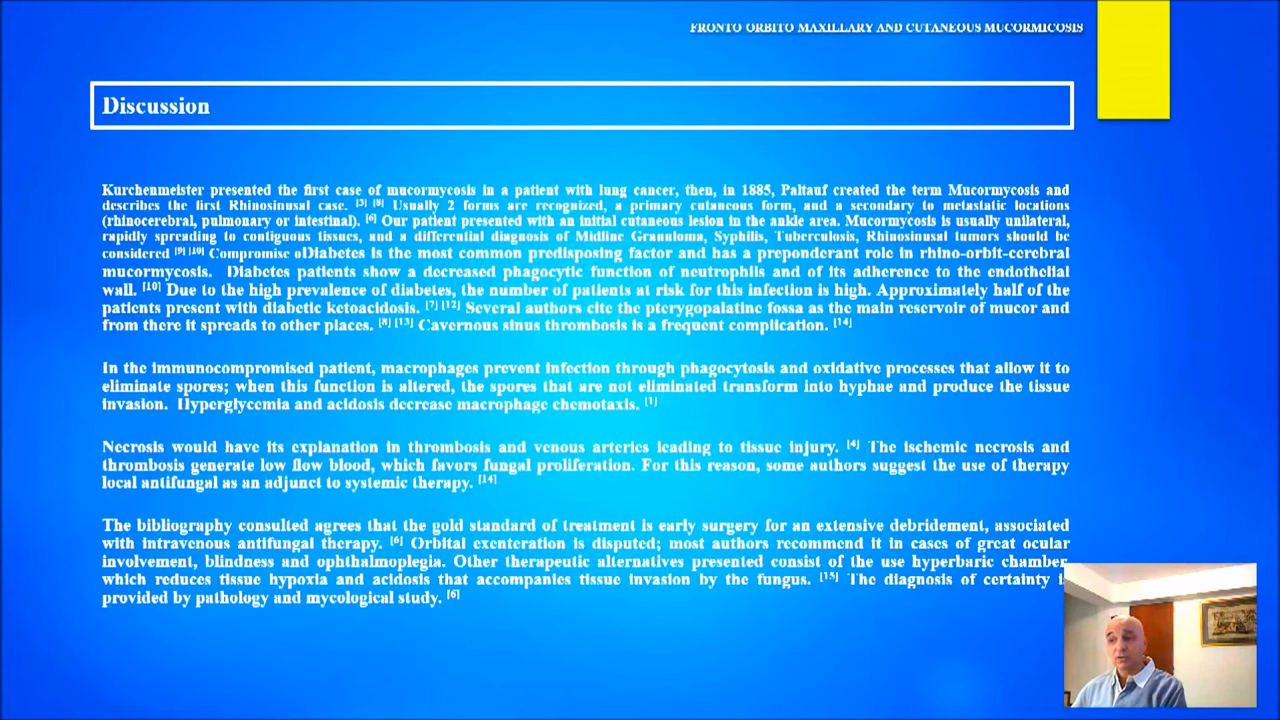 FRONTO ORBITO MAXILLARY AND CUTANEOUS MUCORMICOSIS
Discussion
Kurchenmeister presented the first case of mucormycosis in a patient with lung cancer, then, in 1885, Paltauf created the term Mucormycosis and
describes the first Rhinosinusal case. [3] [8] Usually 2 forms are recognized, a primary cutaneous form, and a secondary to metastatic locations
(rhinocerebral, pulmonary or intestinal). [6] Our patient presented with an initial cutaneous lesion in the ankle area. Mucormycosis is usually unilateral,
rapidly spreading to contiguous tissues, and a differential diagnosis of Midline Granuloma, Syphilis, Tuberculosis, Rhinosinusal tumors should be
considered [9] [10] Compromise oDiabetes is the most common predisposing factor and has a preponderant role in rhino-orbit-cerebral
mucormycosis. Diabetes patients show a decreased phagocytic function of neutrophils and of its adherence to the endothelial
wall. [10] Due to the high prevalence of diabetes, the number of patients at risk for this infection is high. Approximately half of the
patients present with diabetic ketoacidosis. [7] [12] Several authors cite the pterygopalatine fossa as the main reservoir of mucor and
from there it spreads to other places. [8] [13] Cavernous sinus thrombosis is a frequent complication. [14]
In the immunocompromised patient, macrophages prevent infection through phagocytosis and oxidative processes that allow it to
eliminate spores; when this function is altered, the spores that are not eliminated transform into hyphae and produce the tissue
invasion. Hyperglycemia and acidosis decrease macrophage chemotaxis. [1]
Necrosis would have its explanation in thrombosis and venous arteries leading to tissue injury. [4] The ischemic necrosis and
thrombosis generate low flow blood, which favors fungal proliferation. For this reason, some authors suggest the use of therapy
local antifungal as an adjunct to systemic therapy. [14]
The bibliography consulted agrees that the gold standard of treatment is early surgery for an extensive debridement, associated
with intravenous antifungal therapy. [6] Orbital exenteration is disputed; most authors recommend it in cases of great ocular
involvement, blindness and ophthalmoplegia. Other therapeutic alternatives presented consist of the use hyperbaric chamber
which reduces tissue hypoxia and acidosis that accompanies tissue invasion by the fungus. [15] The diagnosis of certainty
provided by pathology and mycological study. [6]